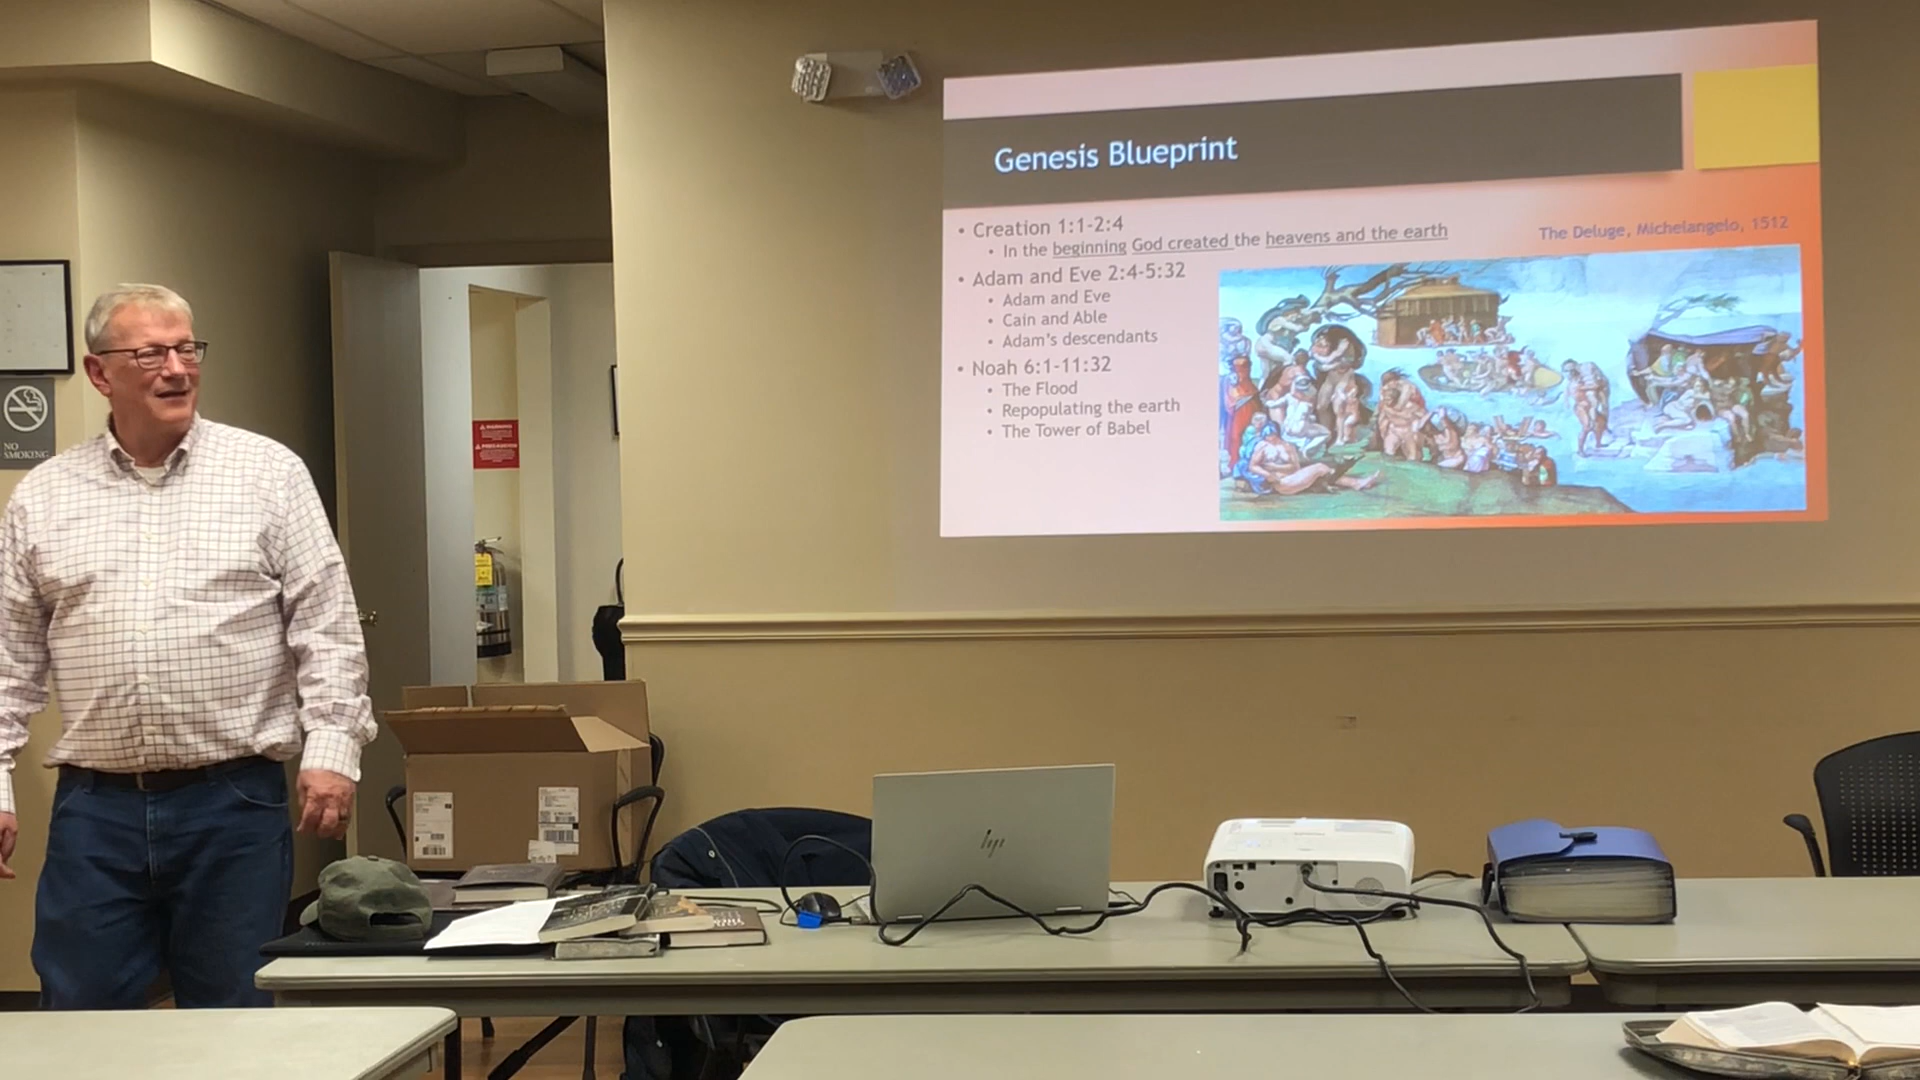 Genesis Blueprint
• Creation 1:1-2:4
• In the beginning God created the heavens and the earth
The Deluge, Michelangelo, 1512
• Adam and Eve 2:4-5:32
• Adam and Eve
• Cain and Able
• Adam's descendants
• Noah 6:1-11:32
• The Flood
• Repopulating the earth
• The Tower of Babel
NO
SMOKING
WARNING
hp